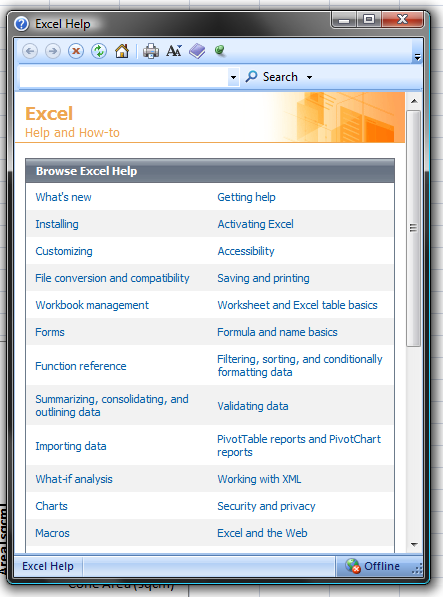 Excel Help
Search
Excel
Help and How-to
Browse Excel Help
What's new
Getting help
Installing
Activating Excel
Customizing
Accessibility
File conversion and compatibility
Saving and printing
Workbook management
Worksheet and Excel table basics
Forms
Formula and name basics
Function reference
Filtering, sorting, and conditionally
formatting data
Summarizing, consolidating, and
outlining data
Validating data
Importing data
PivotTable reports and PivotChart
reports
What-if analysis
Working with XML
Charts
Security and privacy
Macros
Excel and the Web
Excel Help
Offline
Area(sqcm)
Cone Area (sqcm)